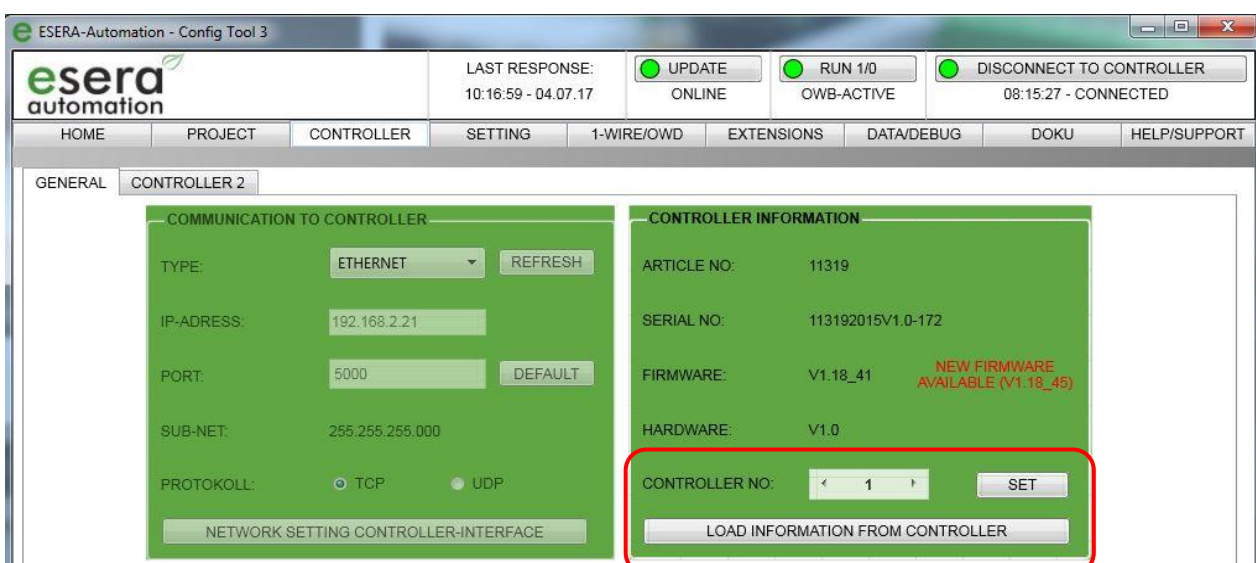 ESERA-Automation - Config Tool 3
esera
automation
LAST RESPONSE:
10:16:59 - 04.07.17
UPDATE
ONLINE
RUN 1/0
OWB-ACTIVE
DISCONNECT TO CONTROLLER
08:15:27 - CONNECTED
HOME PROJECT CONTROLLER SETTING 1-WIRE/OWD EXTENSIONS DATA/DEBUG DOKU HELP/SUPPORT
GENERAL CONTROLLER 2
COMMUNICATION TO CONTROLLER
TYPE: ETHERNET REFRESH
IP-ADRESS: 192.168.2.21
PORT: 5000 DEFAULT
SUB-NET: 255.255.255.000
PROTOKOLL: TCP UDP
NETWORK SETTING CONTROLLER-INTERFACE
CONTROLLER INFORMATION
ARTICLE NO: 11319
SERIAL NO: 113192015V1.0-172
FIRMWARE: V1.18_41 NEW FIRMWARE
AVAILABLE (V1.18_45)
HARDWARE: V1.0
CONTROLLER NO: 1 SET
LOAD INFORMATION FROM CONTROLLER